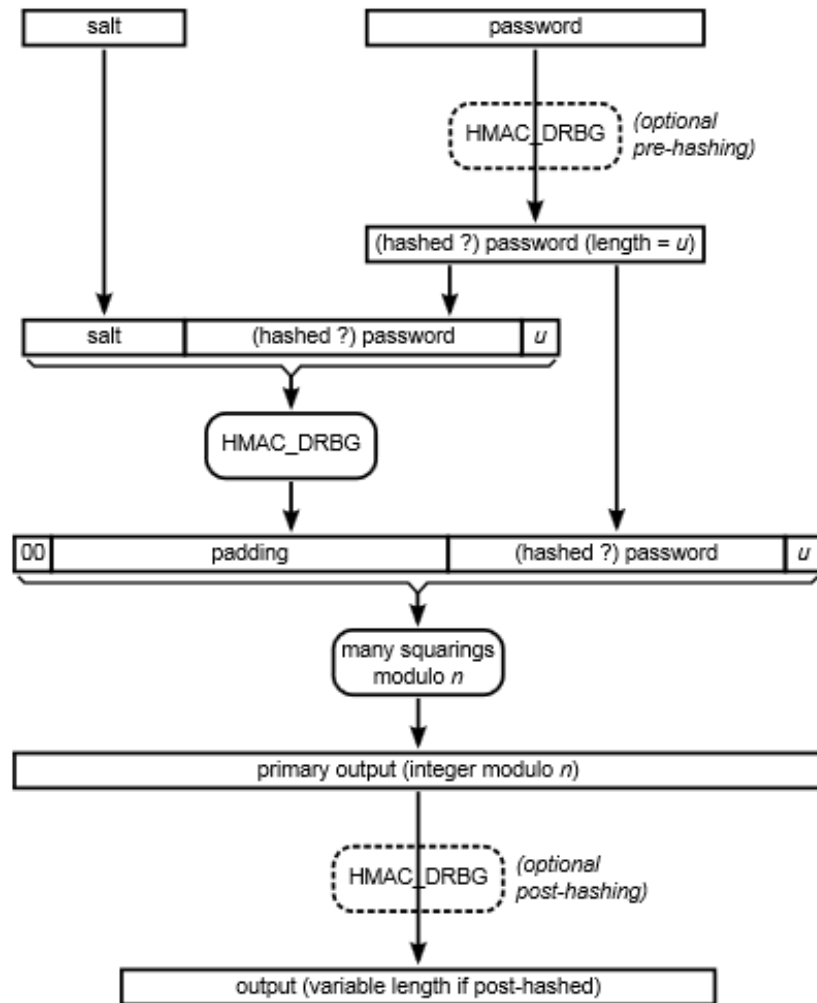 salt
password
HMAC_DRBG
(optional
pre-hashing)
(hashed ?) password (length = u)
salt
(hashed ?) password
u
HMAC_DRBG
00
padding
(hashed ?) password
u
many squarings
modulo n
primary output (integer modulo n)
HMAC_DRBG
(optional
post-hashing)
output (variable length if post-hashed)